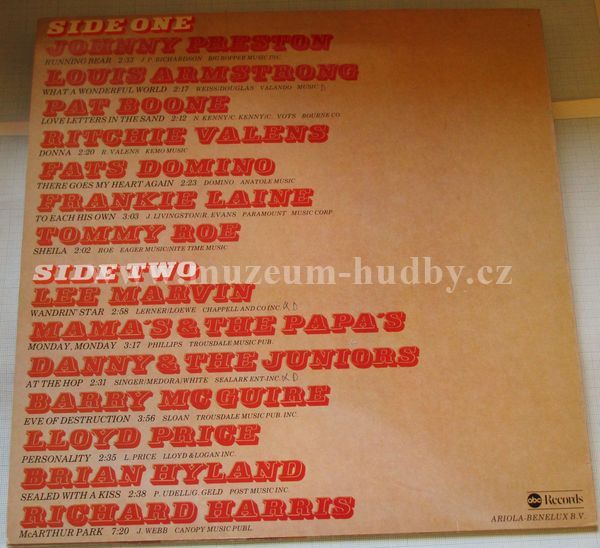 SIDE ONE
JOHNNY PRESTON
RUNNING BEAR 2:33 J.P. RICHARDSON BIG BOPPER MUSIC INC.
LOUIS ARMSTRONG
WHAT A WONDERFUL WORLD 2:17 WEISS/DOUGLAS VALANDO MUSIC
PAT BOONE
LOVE LETTERS IN THE SAND 2:12 N. KENNY/C. KENNY/C. YOTS BOURNE CO
RITCHIE VALENS
DONNA 2:20 R. VALENS KEMO MUSIC
FATS DOMINO
THERE GOES MY HEART AGAIN 2:23 DOMINO ANATOLE MUSIC
FRANKIE LAINE
TO EACH HIS OWN 3:03 J. LIVINGSTON/R. EVANS PARAMOUNT MUSIC CORP
TOMMY ROE
SHEILA 2:02 ROE EAGER MUSIC/NITE TIME MUSIC
SIDE TWO
www.muzeum-hudby.cz
LEE MARVIN
WANDRIN' STAR 2:58 LERNER/LOEWE CHAPPELL AND CO INC.
MAMA'S & THE PAPA'S
MONDAY, MONDAY 3:17 PHILLIPS TROUSDALE MUSIC PUB.
DANNY & THE JUNIORS
AT THE HOP 2:31 SINGER/MEDORA/WHITE SEALARK ENT-INC.
BARRY MC GUIRE
EVE OF DESTRUCTION 3:56 SLOAN TROUSDALE MUSIC PUB. INC.
LLOYD PRICE
PERSONALITY 2:35 L. PRICE LLOYD & LOGAN INC.
BRIAN HYLAND
SEALED WITH A KISS 2:38 P. UDELL/G. GELD POST MUSIC INC.
RICHARD HARRIS
McARTHUR PARK 7:20 J. WEBB CANOPY MUSIC PUBL.
abc Records
ARIOLA-BENELUX B.V.